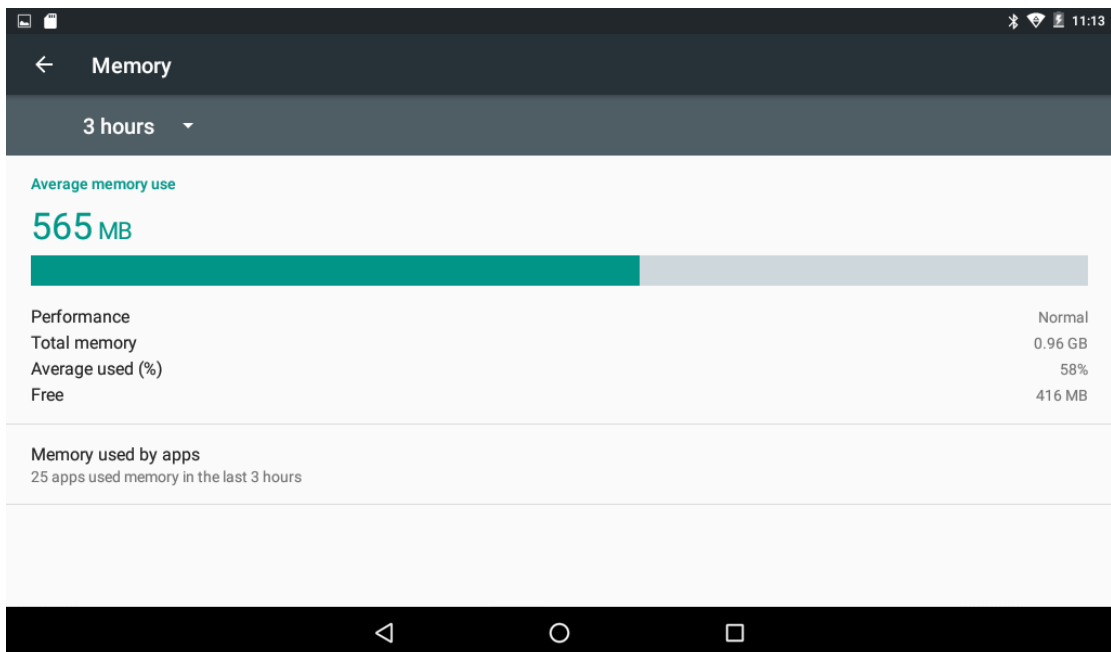 11:13
Memory
3 hours
Average memory use
565 MB
Performance Normal
Total memory 0.96 GB
Average used (%) 58%
Free 416 MB
Memory used by apps
25 apps used memory in the last 3 hours